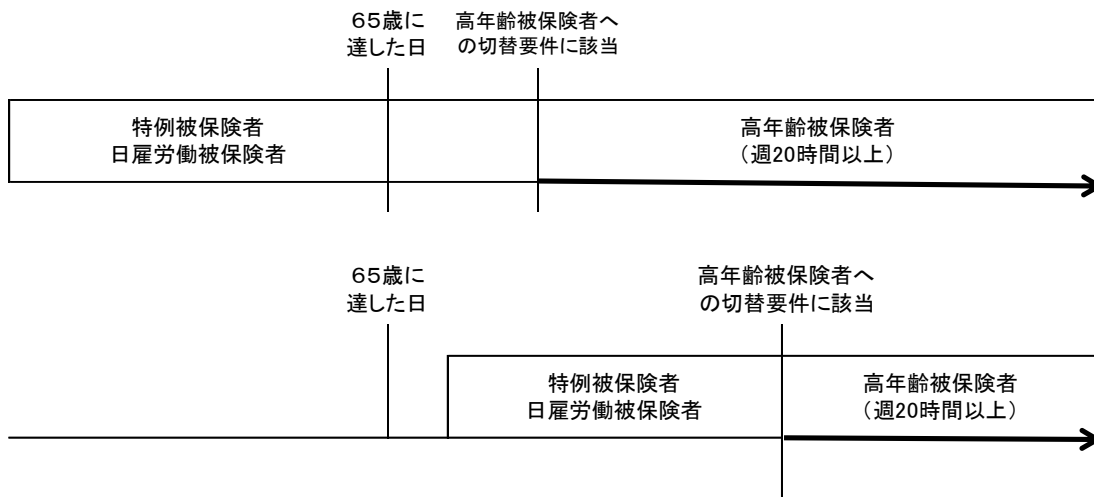 65歳に
達した日
高年齢被保険者へ
の切替要件に該当
特例被保険者
日雇労働被保険者
高年齢被保険者
(週20時間以上)
65歳に
達した日
高年齢被保険者へ
の切替要件に該当
特例被保険者
日雇労働被保険者
高年齢被保険者
(週20時間以上)